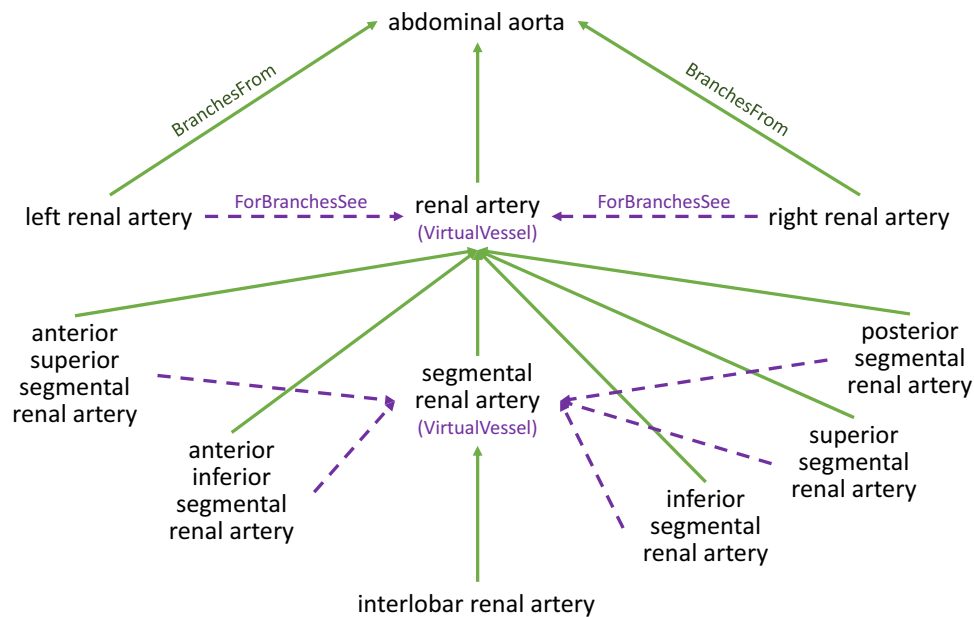 abdominal aorta
BranchesFrom
BranchesFrom
left renal artery
ForBranchesSee
renal artery
(VirtualVessel)
ForBranchesSee
right renal artery
anterior
superior
segmental
renal artery
segmental
renal artery
(VirtualVessel)
posterior
segmental
renal artery
anterior
inferior
segmental
renal artery
inferior
segmental
renal artery
superior
segmental
renal artery
interlobar renal artery